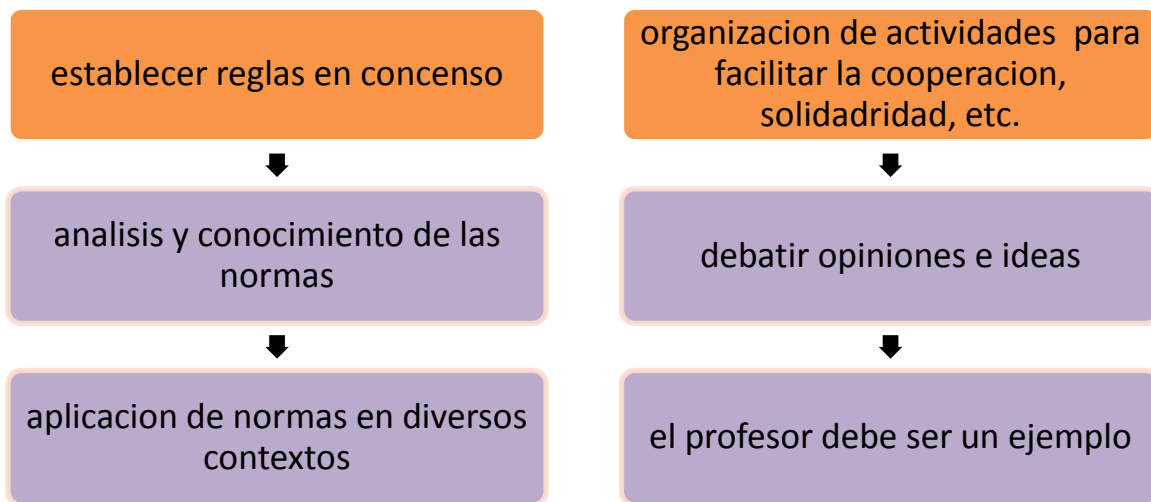 establecer reglas en concenso
analisis y conocimiento de las
normas
aplicacion de normas en diversos
contextos
organizacion de actividades  para
facilitar la cooperacion,
solidadridad, etc.
debatir opiniones e ideas
el profesor debe ser un ejemplo